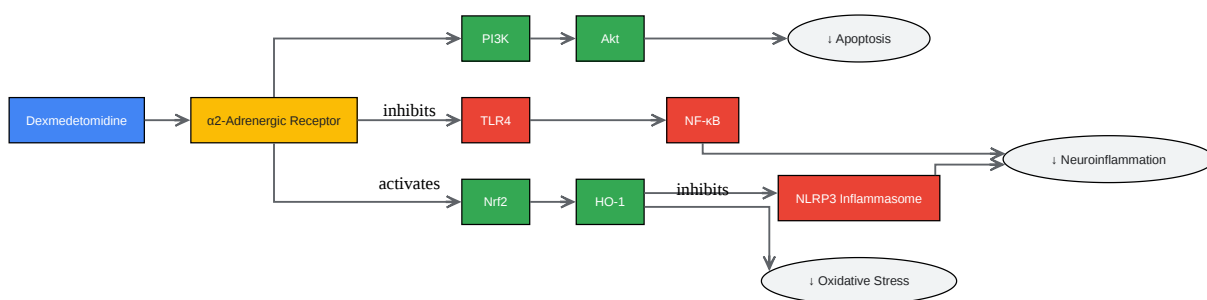 PI3K
Akt
↓ Apoptosis
Dexmedetomidine
α2-Adrenergic Receptor
inhibits
TLR4
NF-κB
↓ Neuroinflammation
activates
Nrf2
HO-1
inhibits
NLRP3 Inflammasome
↓ Oxidative Stress